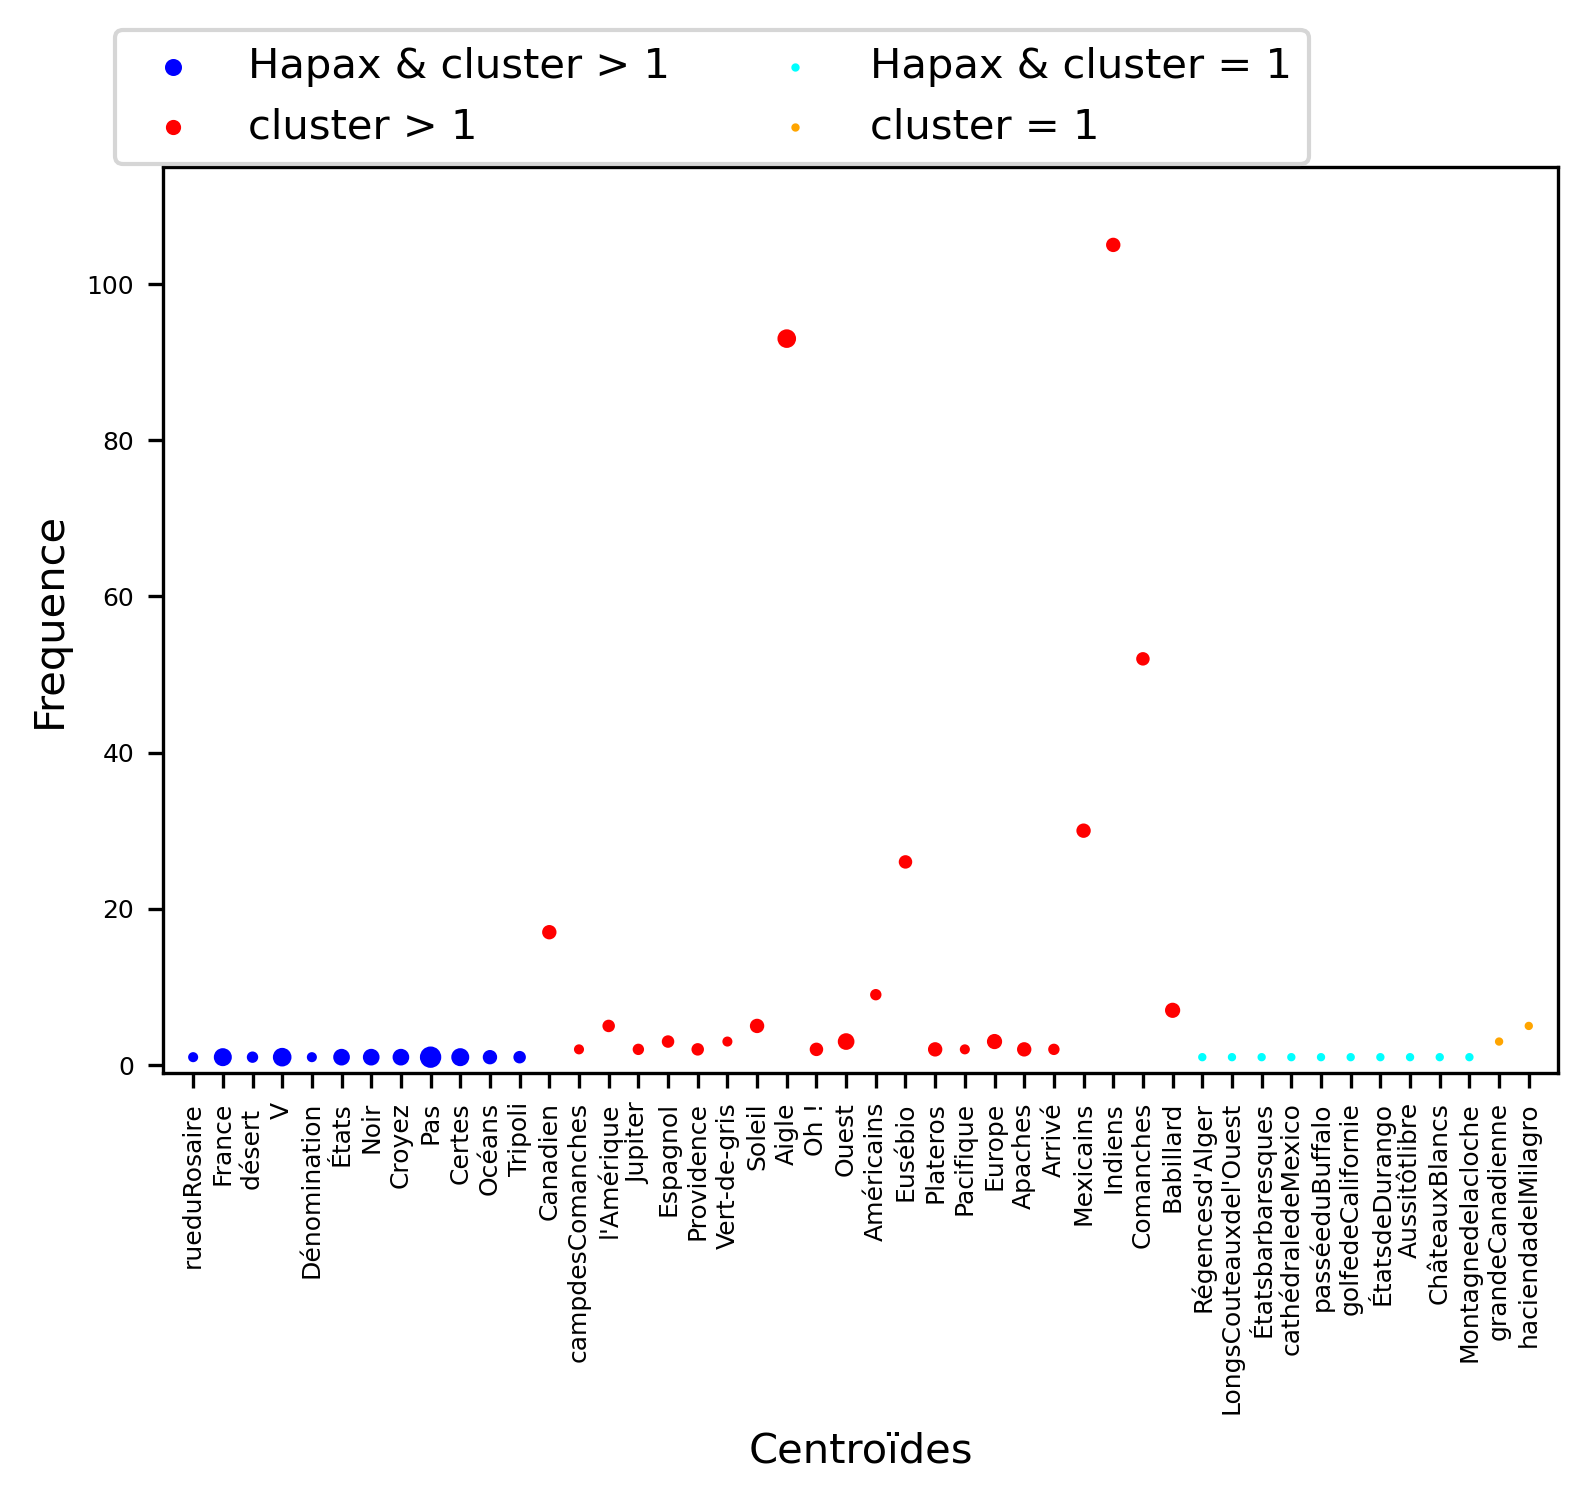 Hapax & cluster > 1
cluster > 1
Hapax & cluster = 1
cluster = 1
Frequence
100
80
60
40
20
0
rueduRosaire
France
désert
V
Dénomination
États
Noir
Croyez
Pas
Certes
Océans
Tripoli
Canadien
campdesComanches
l'Amérique
Jupiter
Espagnol
Providence
Vert-de-gris
Soleil
Aigle
Oh !
Ouest
Américains
Eusébio
Plateros
Pacifique
Europe
Apaches
Arrivé
Mexicains
Indiens
Comanches
Babillard
Régencesd'Alger
LongsCouteauxdel'Ouest
Étatsbarbaresques
cathédraledeMexico
passéeduBuffalo
golfedeCalifornie
ÉtatsdeDurango
Aussitôtlibre
ChâteauxBlancs
Montagnedelacloche
grandeCanadienne
haciendadelMilagro
Centroïdes